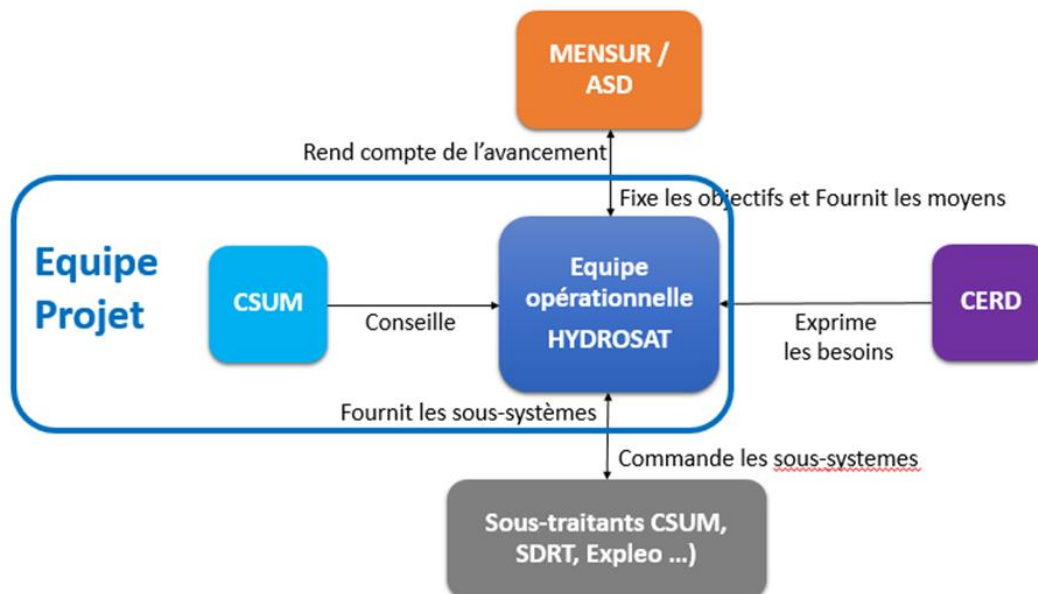 MENSUR /
ASD
Rend compte de l’avancement
Fixe les objectifs et Fournit les moyens
Equipe
Projet
CSUM
Conseille
Equipe
opérationnelle
HYDROSAT
Exprime
les besoins
CERD
Fournit les sous-systèmes
Commande les sous-systemes
Sous-traitants CSUM,
SDRT, Expleo ...)